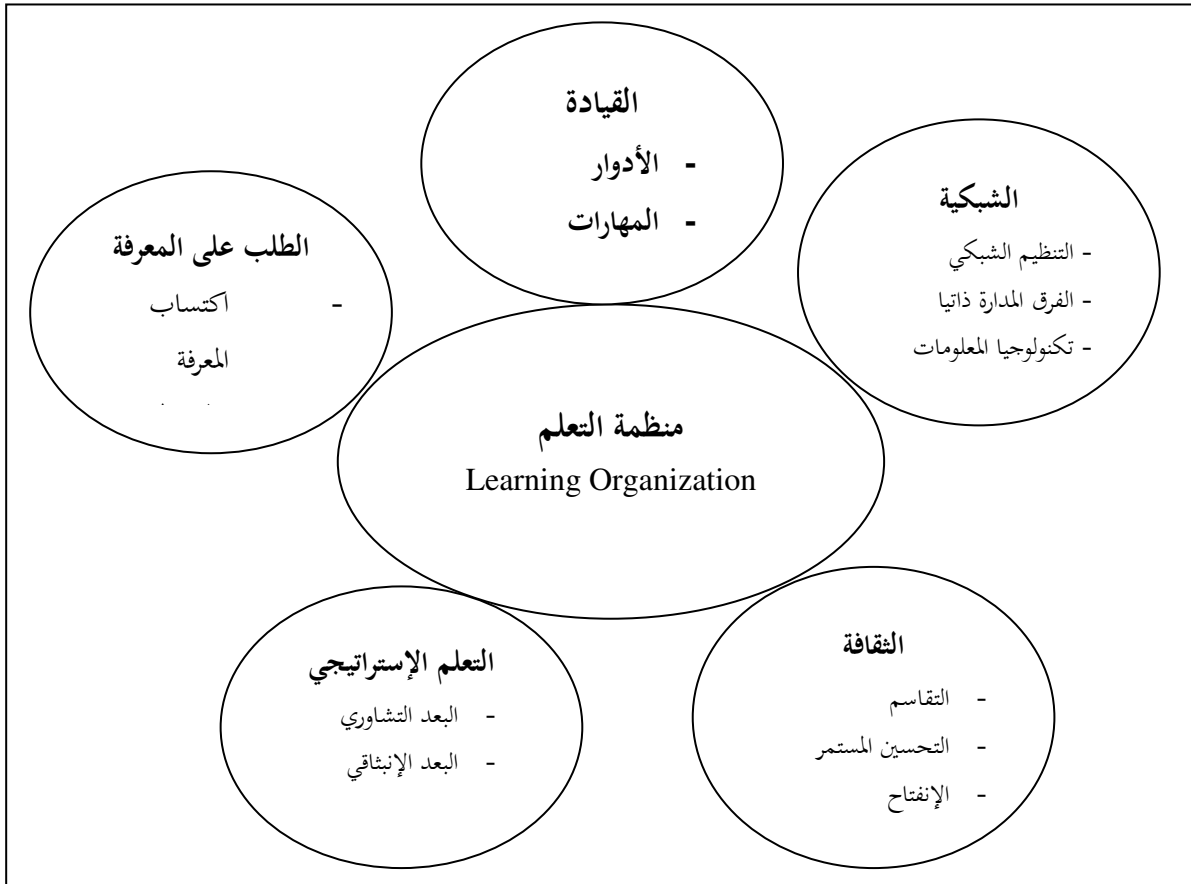 القيادة
- الأدوار
- المهارات
الشبكية
- التنظيم الشبكي
- الفرق المدارة ذاتيا
- تكنولوجيا المعلومات
الطلب على المعرفة
- اكتساب
المعرفة
منظمة التعلم
Learning Organization
الثقافة
- التقاسم
- التحسين المستمر
- الإنفتاح
التعلم الإستراتيجي
- البعد التشاوري
- البعد الإنبثاقي